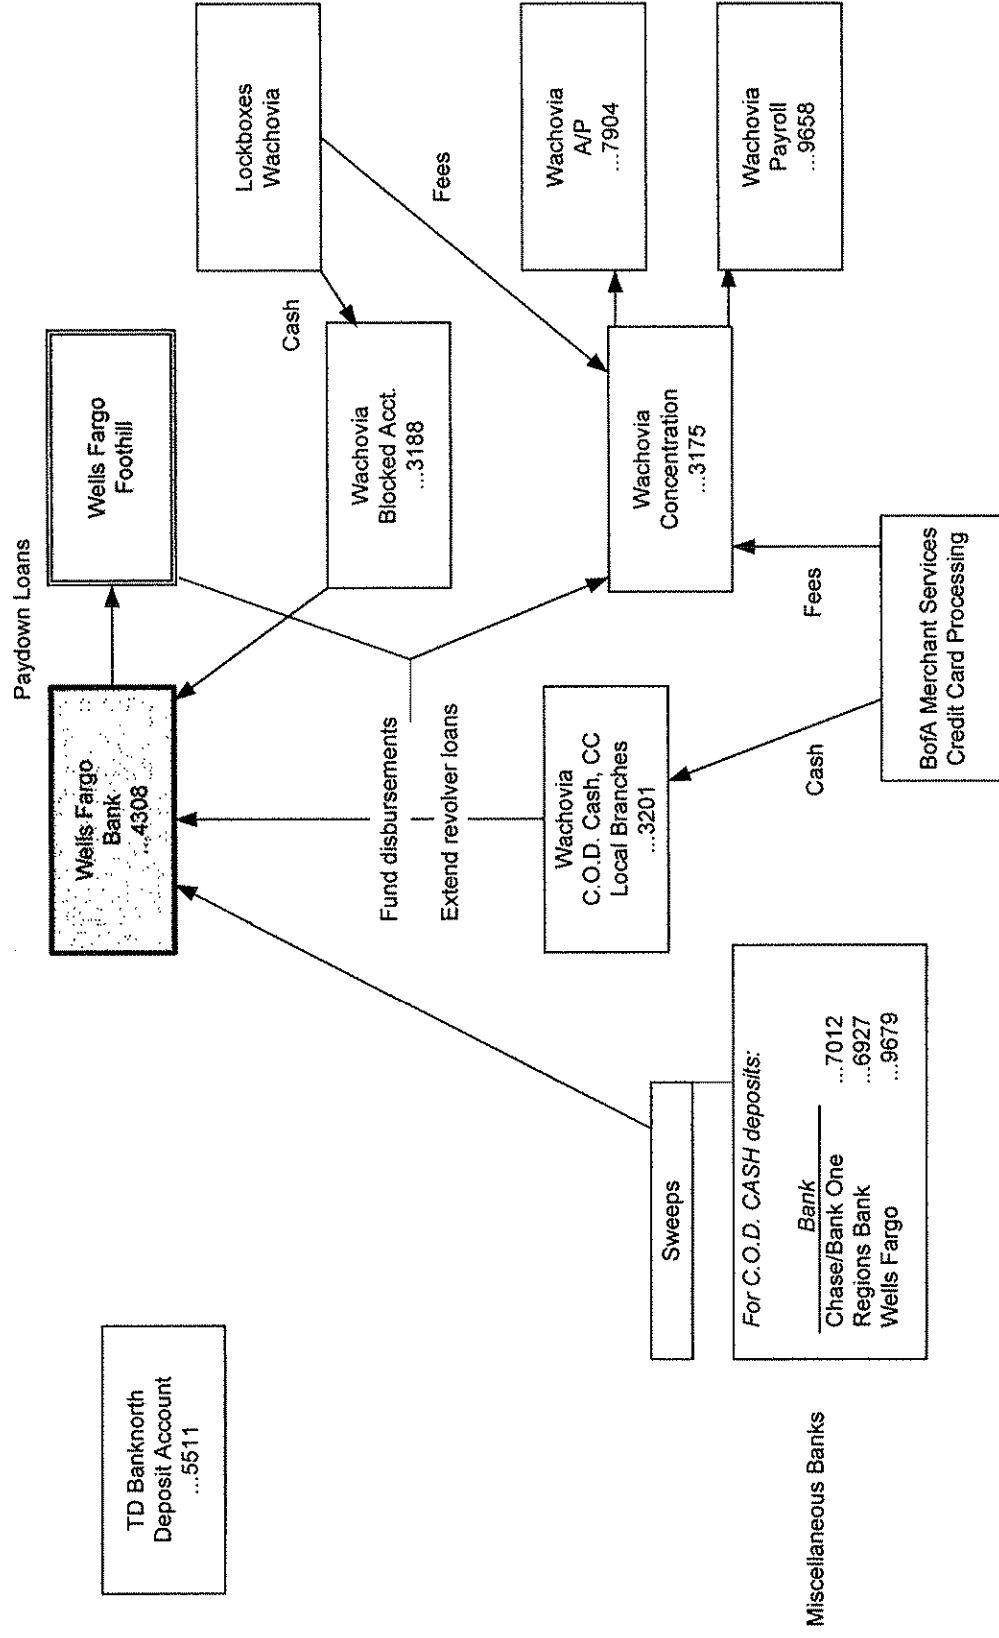 Paydown Loans
TD Banknorth
Deposit Account
...5511
Wells Fargo
Bank
...4308
Wells Fargo
Foothill
Lockboxes
Wachovia
Cash
Wachovia
Blocked Acct.
...3188
Fees
Fund disbursements
Extend revolver loans
Wachovia
C.O.D. Cash, CC
Local Branches
...3201
Wachovia
Concentration
...3175
Wachovia
A/P
...7904
Wachovia
Payroll
...9658
Sweeps
For C.O.D. CASH deposits:
Bank
Chase/Bank One ...7012
Regions Bank ...6927
Wells Fargo ...9679
Miscellaneous Banks
Cash
Fees
BofA Merchant Services
Credit Card Processing